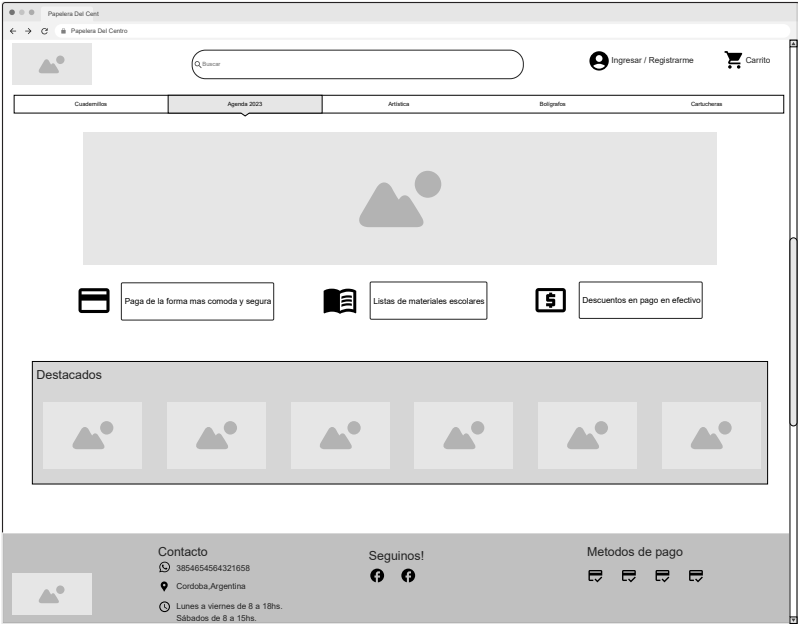 Papelera Del Cent
Papelera Del Centro
Buscar
Ingresar / Registrarme
Carrito
Cuadernillos
Agenda 2023
Artistica
Boligrafos
Cartucheras
Paga de la forma mas comoda y segura
Listas de materiales escolares
Descuentos en pago en efectivo
Destacados
Contacto
3854654564321658
Cordoba,Argentina
Lunes a viernes de 8 a 18hs.
Sábados de 8 a 15hs.
Seguinos!
Metodos de pago